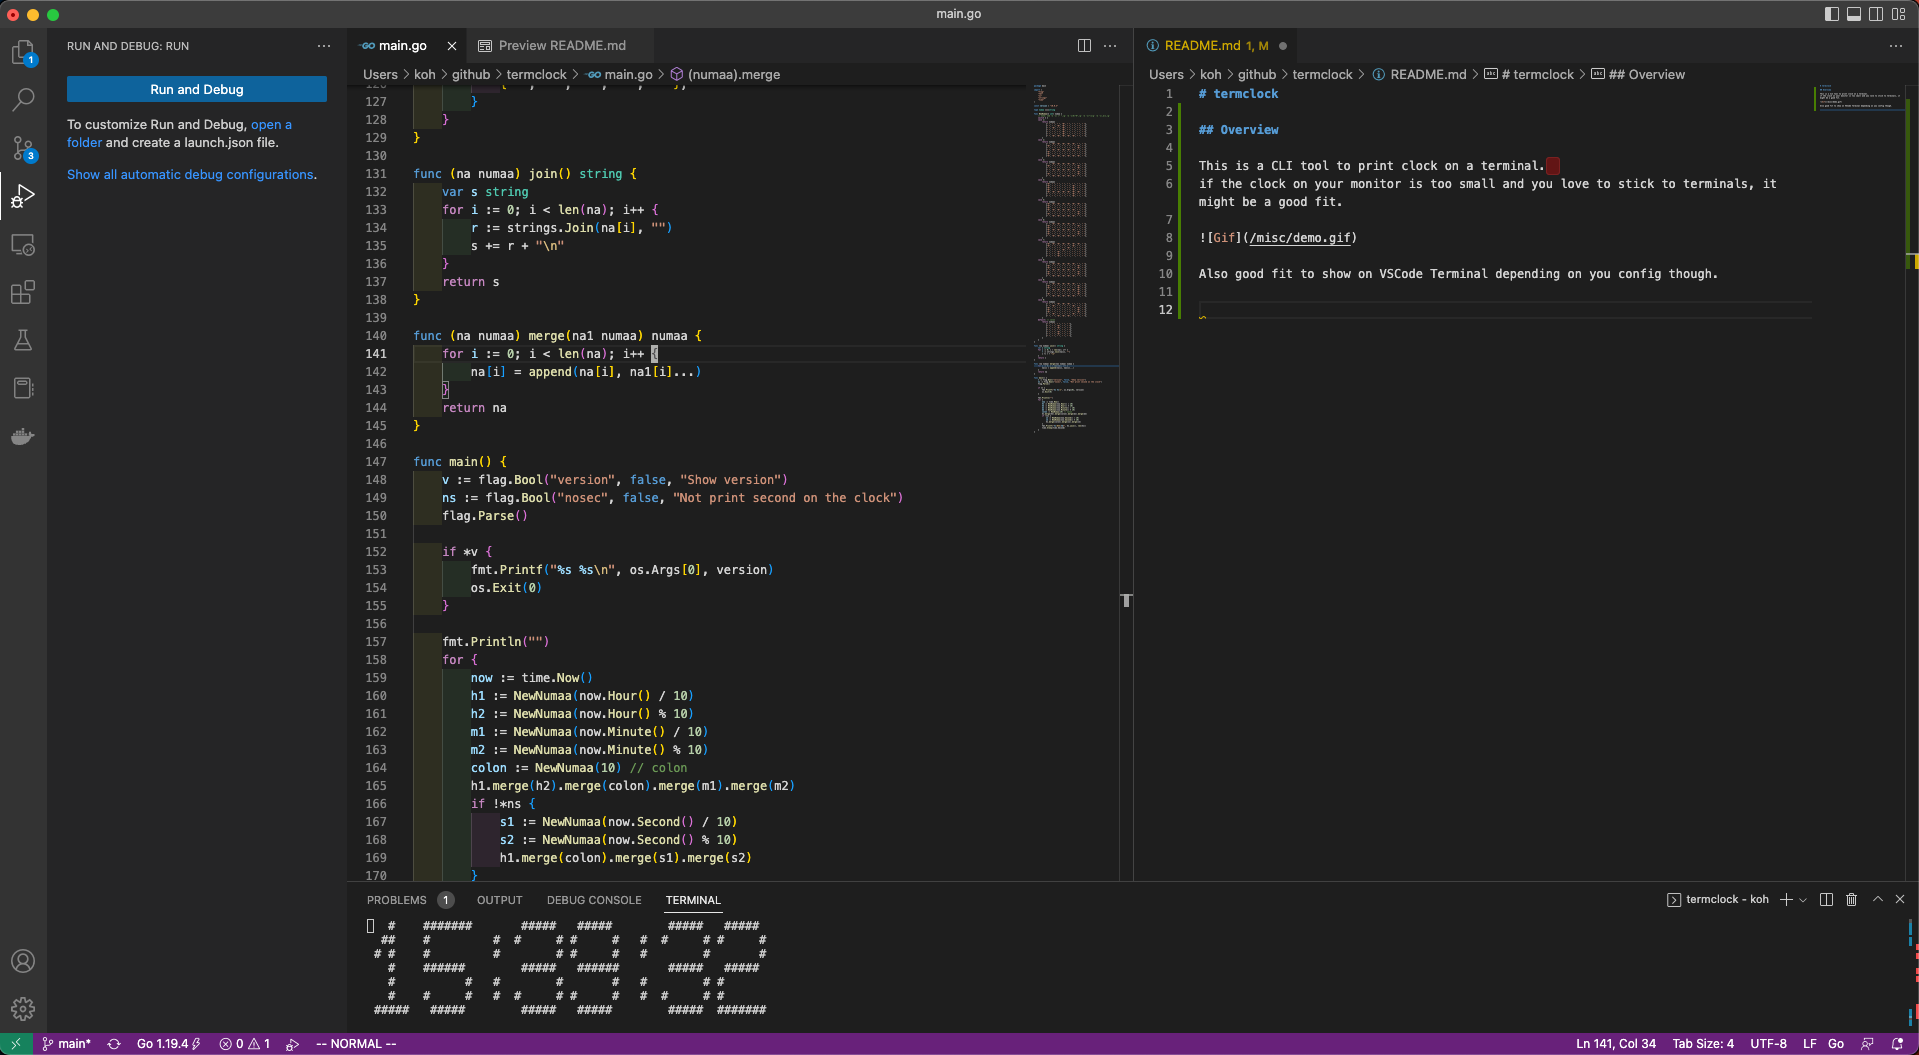 main.go
RUN AND DEBUG: RUN
Run and Debug
To customize Run and Debug, open a
folder and create a launch.json file.
Show all automatic debug configurations.
main.go
Preview README.md
Users > koh > github > termclock > main.go > (numaa).merge
127 }
128 }
129 }
130
131 func (na numaa) join() string {
132 var s string
133 for i := 0; i < len(na); i++ {
134 r := strings.Join(na[i], "")
135 s += r + "\n"
136 }
137 return s
138 }
139
140 func (na numaa) merge(na1 numaa) numaa {
141 for i := 0; i < len(na); i++ {
142 na[i] = append(na[i], na1[i]...)
143 }
144 return na
145 }
146
147 func main() {
148 v := flag.Bool("version", false, "Show version")
149 ns := flag.Bool("nosec", false, "Not print second on the clock")
150 flag.Parse()
151
152 if *v {
153 fmt.Printf("%s %s\n", os.Args[0], version)
154 os.Exit(0)
155 }
156
157 fmt.Println("")
158 for {
159 now := time.Now()
160 h1 := NewNumaa(now.Hour() / 10)
161 h2 := NewNumaa(now.Hour() % 10)
162 m1 := NewNumaa(now.Minute() / 10)
163 m2 := NewNumaa(now.Minute() % 10)
164 colon := NewNumaa(10) // colon
165 h1.merge(h2).merge(colon).merge(m1).merge(m2)
166 if !*ns {
167 s1 := NewNumaa(now.Second() / 10)
168 s2 := NewNumaa(now.Second() % 10)
169 h1.merge(colon).merge(s1).merge(s2)
170 }
README.md 1, M
Users > koh > github > termclock > README.md > # termclock > ## Overview
1 # termclock
2
3 ## Overview
4
5 This is a CLI tool to print clock on a terminal.
6 if the clock on your monitor is too small and you love to stick to terminals, it
might be a good fit.
7
8 ![Gif](/misc/demo.gif)
9
10 Also good fit to show on VSCode Terminal depending on you config though.
11
12
PROBLEMS 1 OUTPUT DEBUG CONSOLE TERMINAL
termclock - koh
  #    #######       #####   #####        #####   #####
 ##    #         #  #     # #     #   #  #     # #     #
# #    #         #        # #     #   #        #       #
  #    ######        #####   ######       #####   #####
  #          #   #        #       #   #        # #
  #    #     #   #  #     # #     #   #  #     # #
#####   #####        #####   #####        #####  #######
main* Go 1.19.4 0 1 -- NORMAL --
Ln 141, Col 34 Tab Size: 4 UTF-8 LF Go
1
3